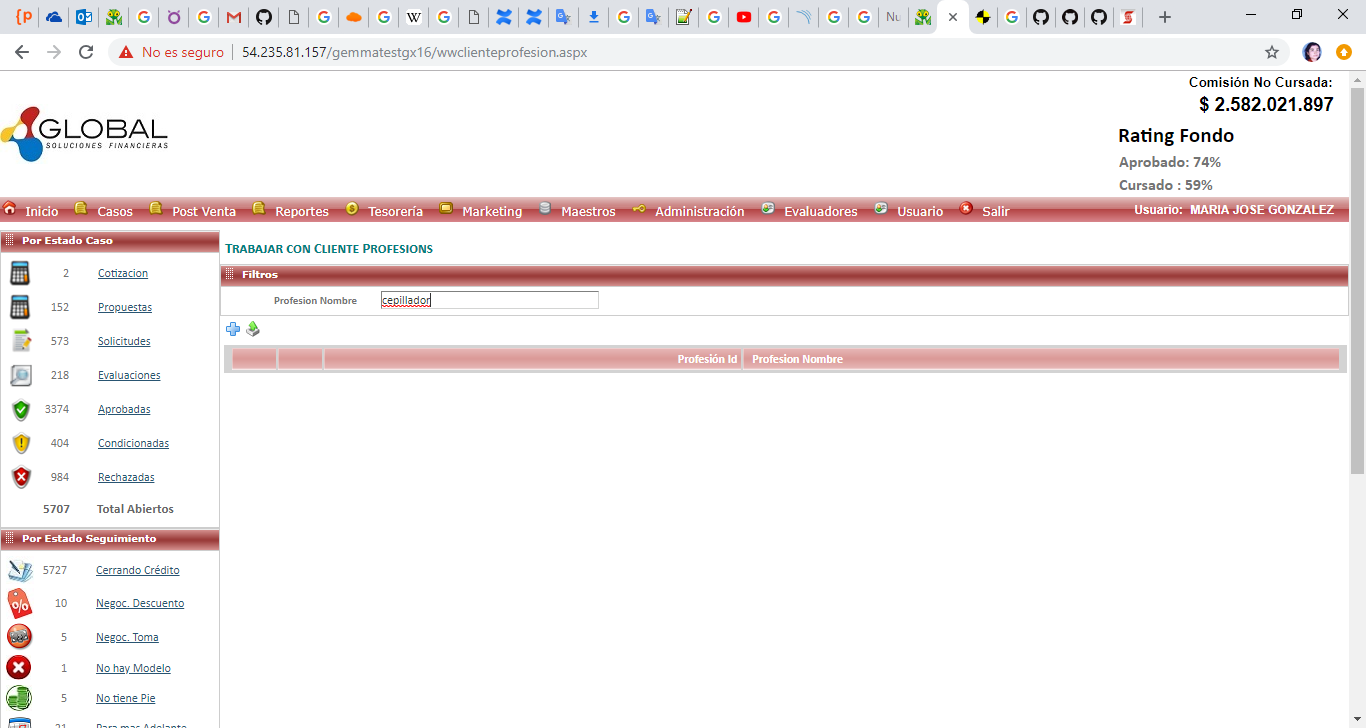 No es seguro
54.235.81.157/gemmatestgx16/wwclienteprofesion.aspx
Comisión No Cursada:
$ 2.582.021.897
Rating Fondo
Aprobado: 74%
Cursado : 59%
GLOBAL
SOLUCIONES FINANCIERAS
Inicio Casos Post Venta Reportes Tesorería Marketing Maestros Administración Evaluadores Usuario Salir Usuario: MARIA JOSE GONZALEZ
Por Estado Caso
2 Cotizacion
152 Propuestas
573 Solicitudes
218 Evaluaciones
3374 Aprobadas
404 Condicionadas
984 Rechazadas
5707 Total Abiertos
Por Estado Seguimiento
5727 Cerrando Crédito
10 Negoc. Descuento
5 Negoc. Toma
1 No hay Modelo
5 No tiene Pie
21 Para mas Adelante
TRABAJAR CON CLIENTE PROFESIONS
Filtros
Profesion Nombre cepillador
Profesión Id Profesion Nombre